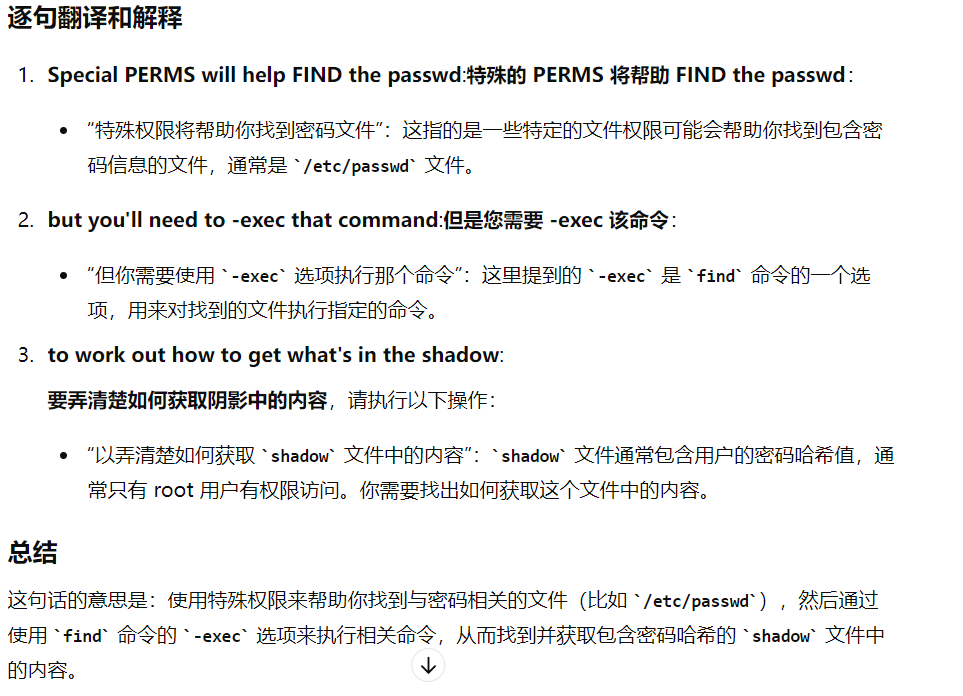 逐句翻译和解释
1. Special PERMS will help FIND the passwd:特殊的 PERMS 将帮助 FIND the passwd：
• “特殊权限将帮助你找到密码文件”：这指的是一些特定的文件权限可能会帮助你找到包含密
码信息的文件，通常是 `/etc/passwd` 文件。
2. but you'll need to -exec that command:但是您需要 -exec 该命令：
• “但你需要使用 `-exec` 选项执行那个命令”：这里提到的 `-exec` 是 `find` 命令的一个选
项，用来对找到的文件执行指定的命令。
3. to work out how to get what's in the shadow:
要弄清楚如何获取阴影中的内容，请执行以下操作：
• “以弄清楚如何获取 `shadow` 文件中的内容”：`shadow` 文件通常包含用户的密码哈希值，通
常只有 root 用户有权限访问。你需要找出如何获取这个文件中的内容。
总结
这句话的意思是：使用特殊权限来帮助你找到与密码相关的文件（比如 `/etc/passwd`），然后通过
使用 `find` 命令的 `-exec` 选项来执行相关命令，从而找到并获取包含密码哈希的 `shadow` 文件中
的内容。